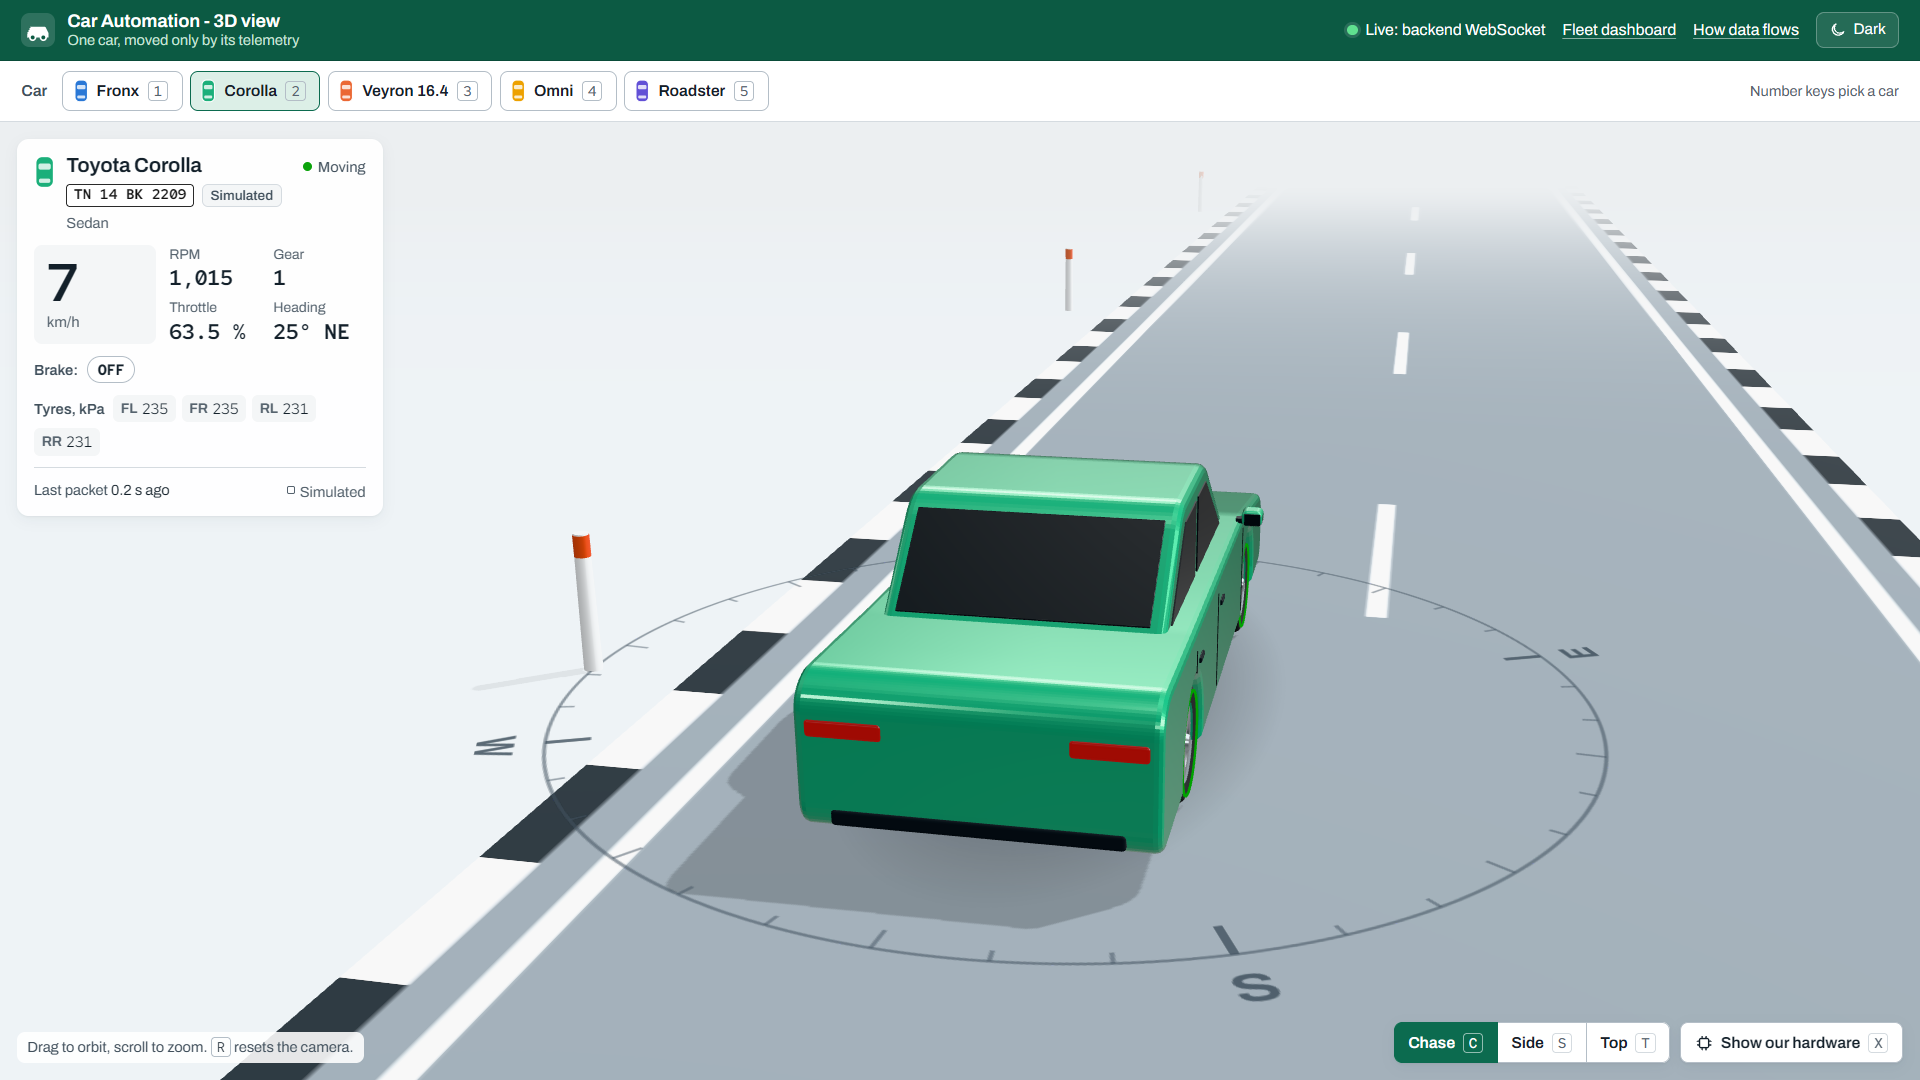 Car Automation - 3D view
One car, moved only by its telemetry
Live: backend WebSocket
Fleet dashboard
How data flows
Dark
Car
Fronx 1
Corolla 2
Veyron 16.4 3
Omni 4
Roadster 5
Number keys pick a car
Toyota Corolla
Moving
TN 14 BK 2209
Simulated
Sedan
7
km/h
RPM
1,015
Gear
1
Throttle
63.5 %
Heading
25° NE
Brake: OFF
Tyres, kPa FL 235 FR 235 RL 231
RR 231
Last packet 0.2 s ago
Simulated
E
W
S
Drag to orbit, scroll to zoom. R resets the camera.
Chase C
Side S
Top T
Show our hardware X